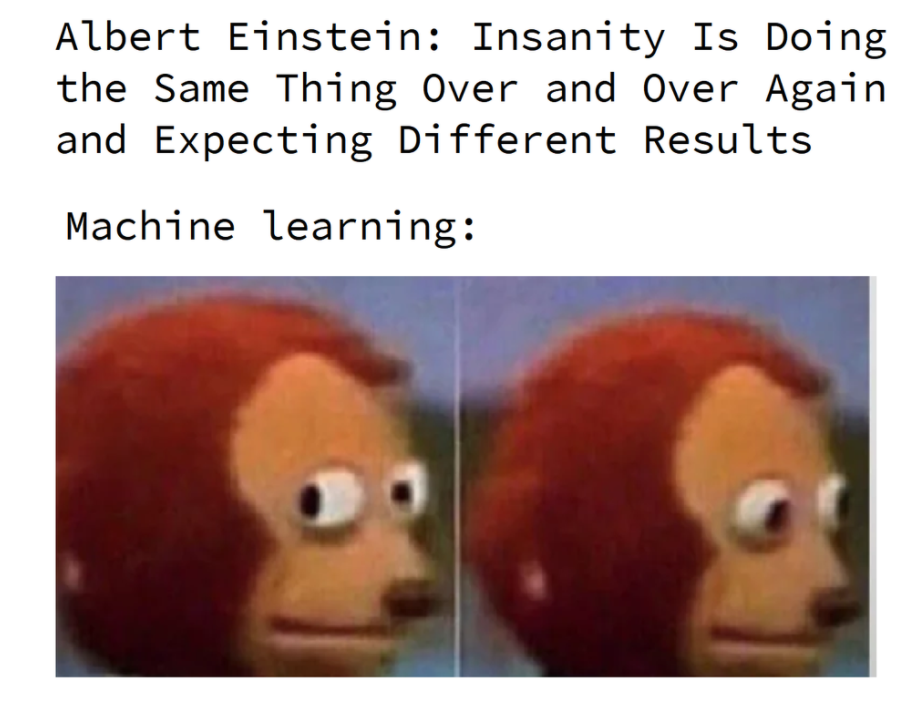 Albert Einstein: Insanity Is Doing
the Same Thing Over and Over Again
and Expecting Different Results
Machine learning: